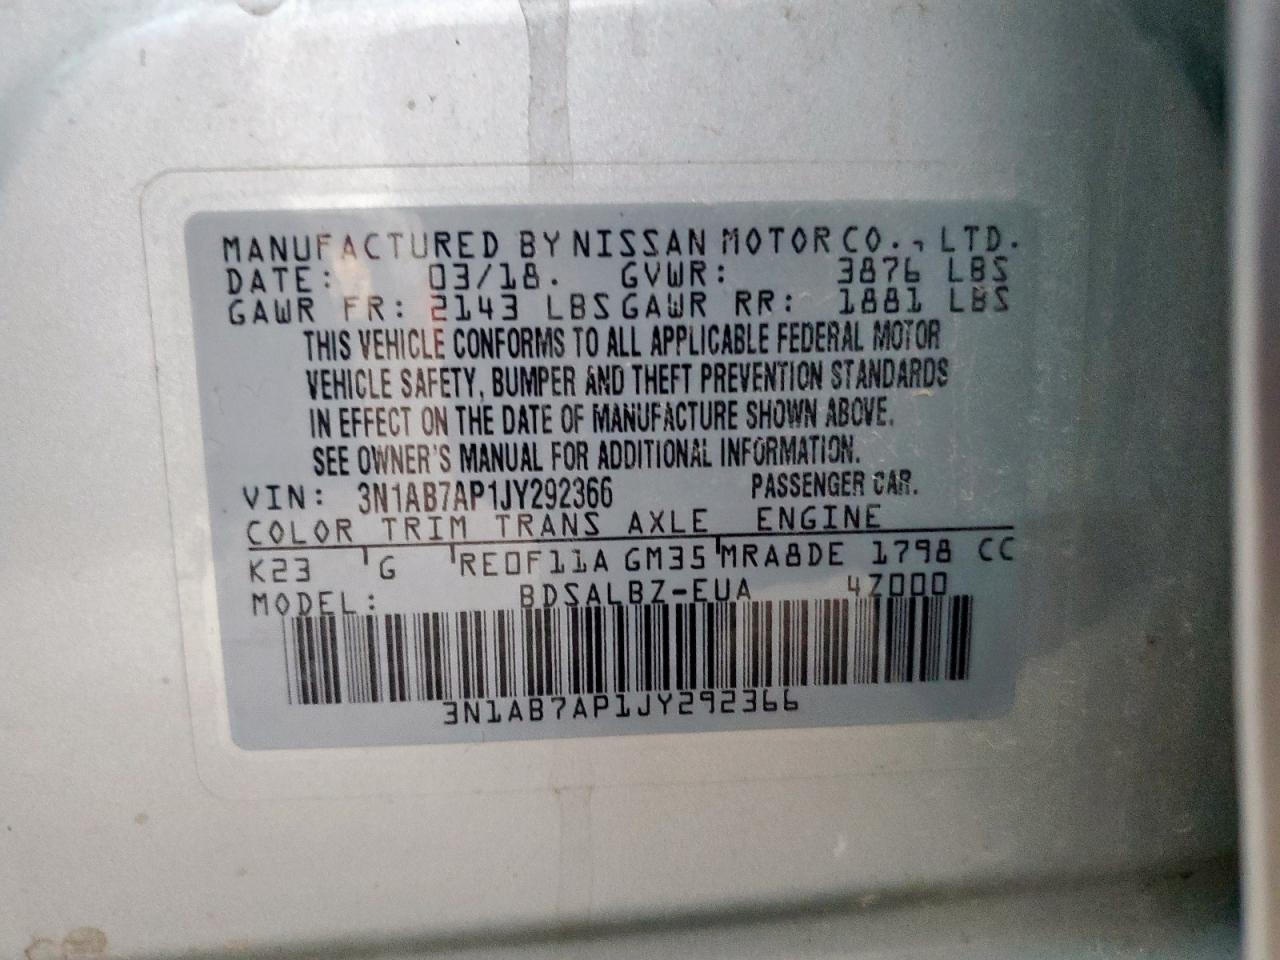 MANUFACTURED BY NISSAN MOTOR CO., LTD.
DATE: 03/18. GVWR: 3876 LBS
GAWR FR: 2143 LBS GAWR RR: 1881 LBS
THIS VEHICLE CONFORMS TO ALL APPLICABLE FEDERAL MOTOR
VEHICLE SAFETY, BUMPER AND THEFT PREVENTION STANDARDS
IN EFFECT ON THE DATE OF MANUFACTURE SHOWN ABOVE.
SEE OWNER'S MANUAL FOR ADDITIONAL INFORMATION.
VIN: 3N1AB7AP1JY292366 PASSENGER CAR.
COLOR TRIM TRANS AXLE ENGINE
K23 G RE0F11A GM35 MRA8DE 1798 CC
MODEL: BDSALBZ-EUA 4Z000
3N1AB7AP1JY292366